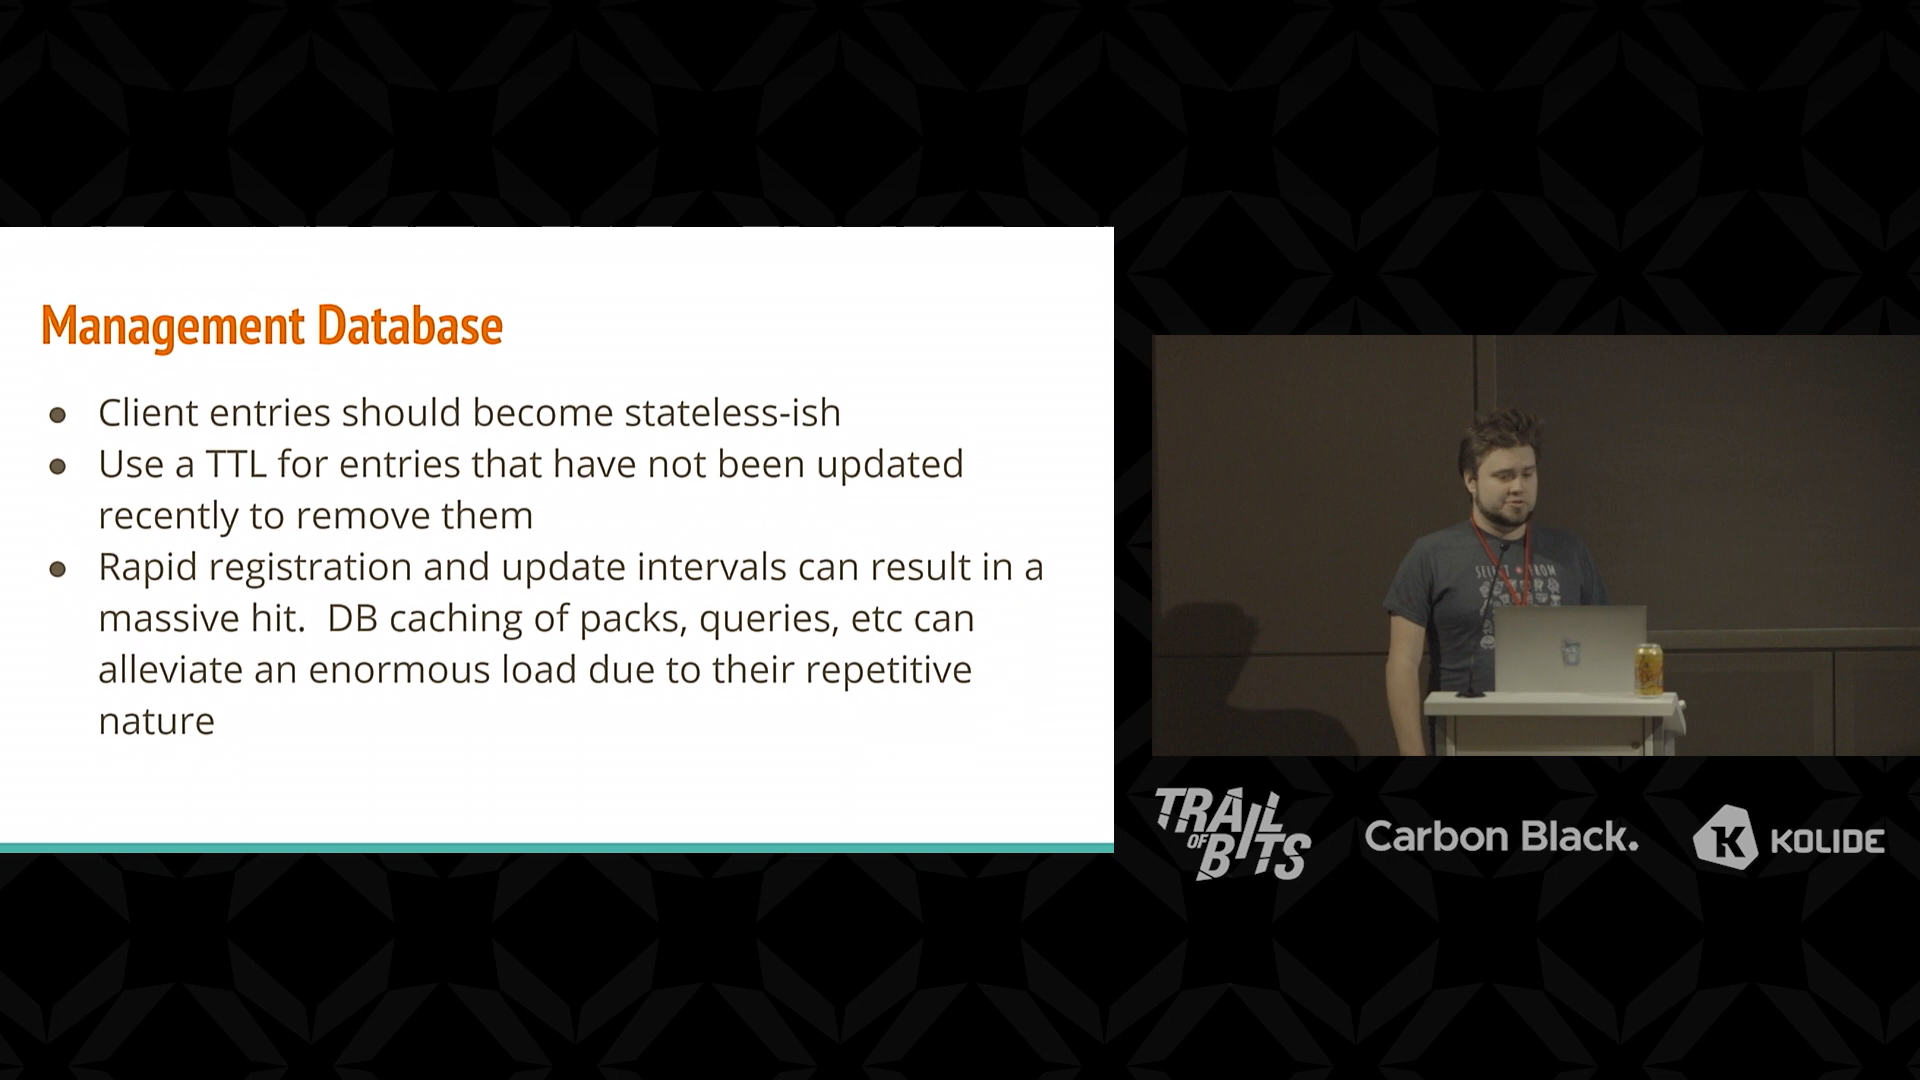 Management Database
● Client entries should become stateless-ish
● Use a TTL for entries that have not been updated
recently to remove them
● Rapid registration and update intervals can result in a
massive hit.  DB caching of packs, queries, etc can
alleviate an enormous load due to their repetitive
nature
SELECT * FROM
TRAIL
OF
BITS
Carbon Black.
K KOLIDE